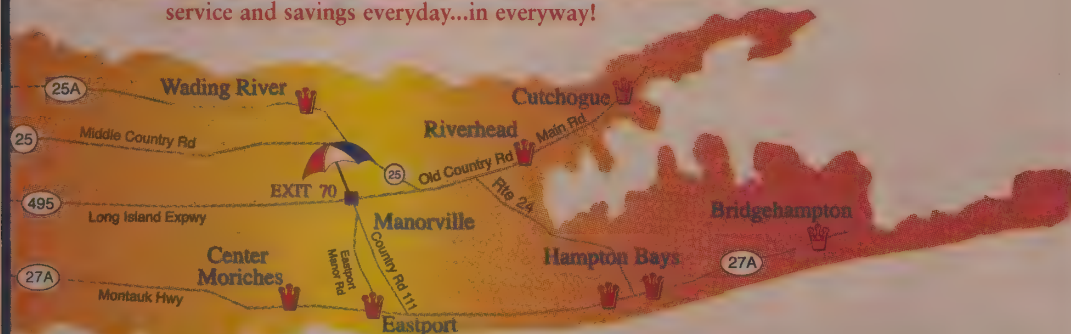 service and savings everyday...in everyway!
25A
Wading River
Cutchogue
25
Middle Country Rd
Riverhead
Main Rd
25
Old Country Rd
EXIT 70
Rte 24
495
Long Island Expwy
Manorville
Bridgehampton
Center
Moriches
Eastport
Manor Rd
Country Rd 111
Hampton Bays
27A
27A
Montauk Hwy
Eastport